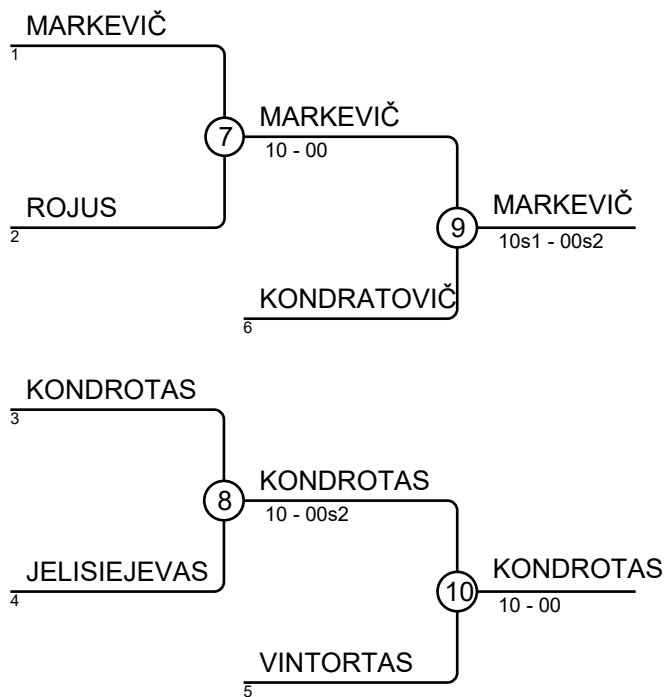 MARKEVIČ
1
7
MARKEVIČ
10 - 00
ROJUS
2
9
MARKEVIČ
10s1 - 00s2
KONDRATOVIČ
6
KONDROTAS
3
8
KONDROTAS
10 - 00s2
JELISIEJEVAS
4
10
KONDROTAS
10 - 00
VINTORTAS
5